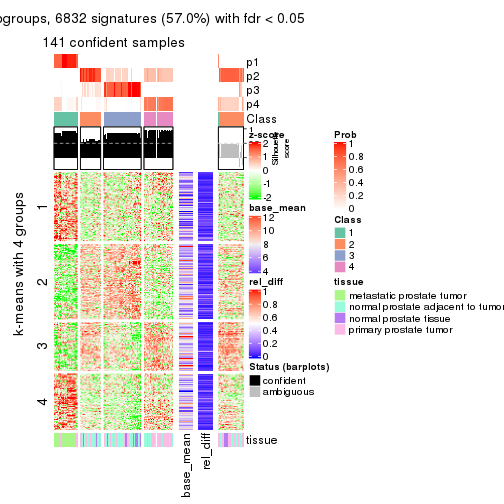 ogroups, 6832 signatures (57.0%) with fdr < 0.05
141 confident samples
p1
p2
p3
p4
Class
1
Silhouette
score
z-score
2
1
0
-1
-2
base_mean
12
10
8
6
4
rel_diff
1
0.8
0.6
0.4
0.2
0
Status (barplots)
confident
ambiguous
Prob
1
0.8
0.6
0.4
0.2
0
Class
1
2
3
4
tissue
metastatic prostate tumor
normal prostate adjacent to tumor
normal prostate tissue
primary prostate tumor
k-means with 4 groups
1
2
3
4
tissue
base_mean
rel_diff